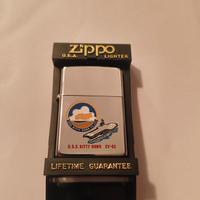 zippo
U.S.A. LIGHTER
U.S.S. KITTY HAWK CV-63
LIFETIME GUARANTEE